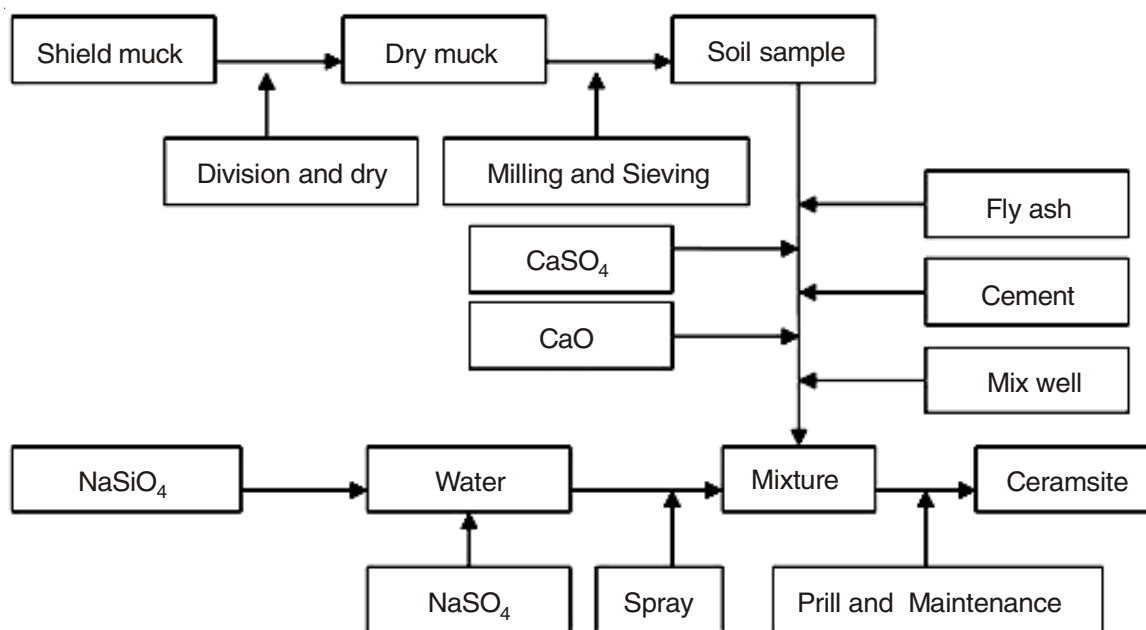 Shield muck
Dry muck
Soil sample
Division and dry
Milling and Sieving
Fly ash
CaSO₄
Cement
CaO
Mix well
NaSiO₄
Water
Mixture
Ceramsite
NaSO₄
Spray
Prill and Maintenance